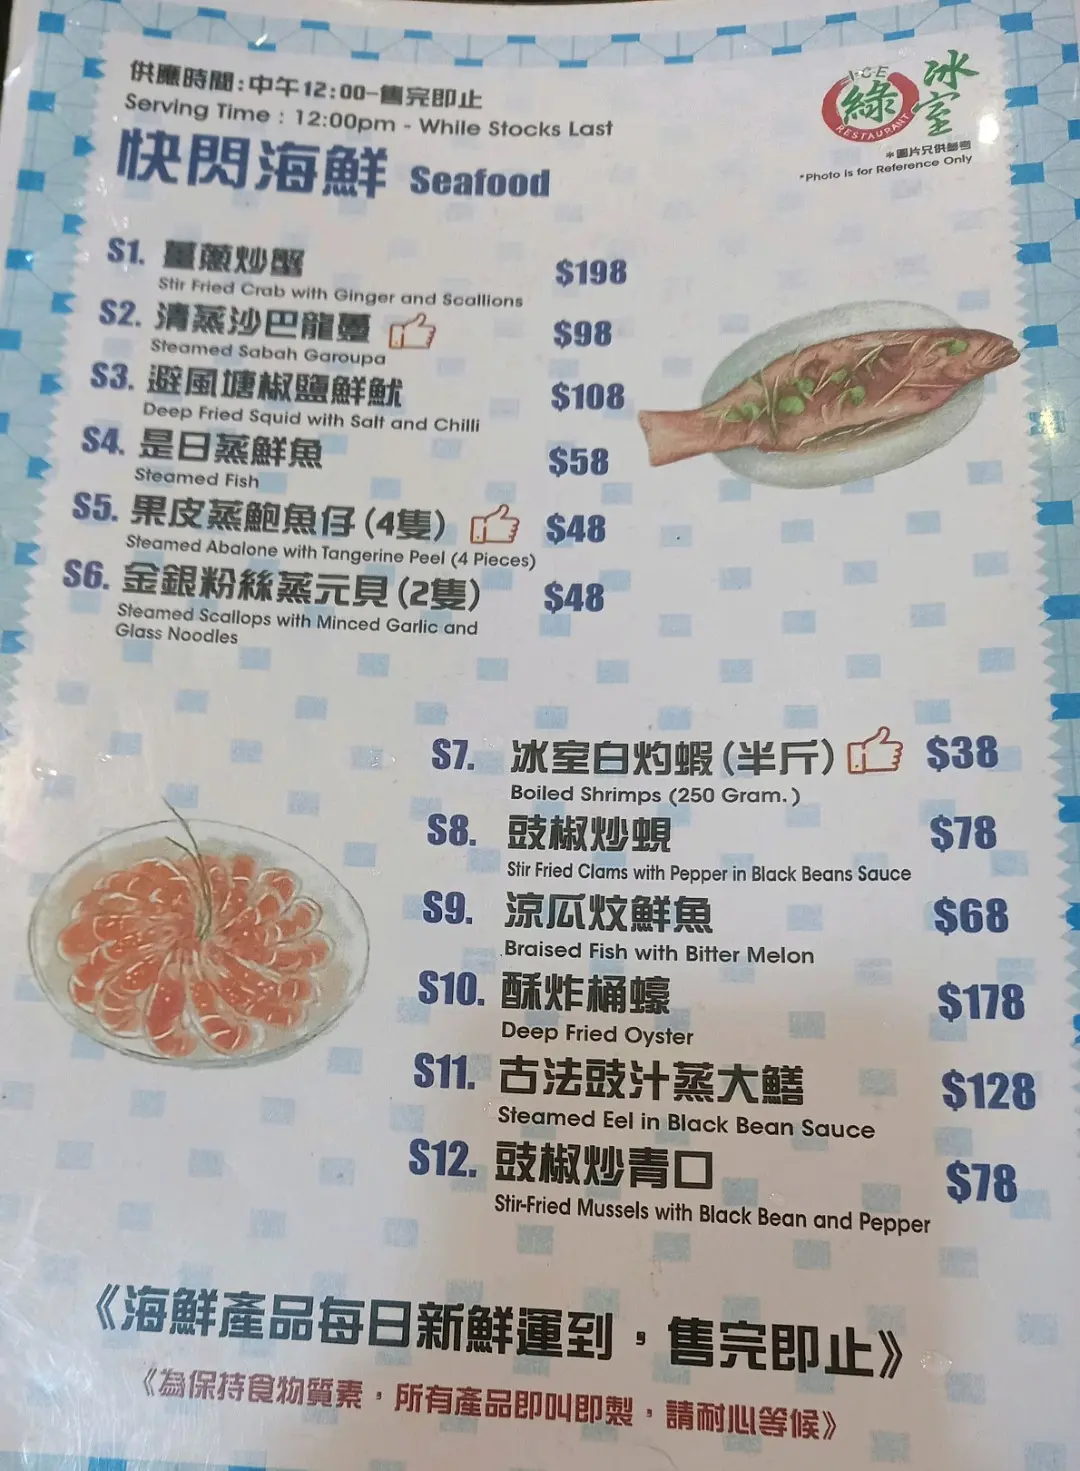 供應時間:中午12:00-售完即止
Serving Time : 12:00pm - While Stocks Last
快閃海鮮 Seafood
ICE
綠
RESTAURANT
冰室
*圖片只供參考
*Photo is for Reference Only
S1. 薑蔥炒蟹 $198
Stir Fried Crab with Ginger and Scallions
S2. 清蒸沙巴龍躉 $98
Steamed Sabah Garoupa
S3. 避風塘椒鹽鮮魷 $108
Deep Fried Squid with Salt and Chilli
S4. 是日蒸鮮魚 $58
Steamed Fish
S5. 果皮蒸鮑魚仔(4隻) $48
Steamed Abalone with Tangerine Peel (4 Pieces)
S6. 金銀粉絲蒸元貝(2隻) $48
Steamed Scallops with Minced Garlic and
Glass Noodles
S7. 冰室白灼蝦(半斤) $38
Boiled Shrimps (250 Gram.)
S8. 豉椒炒蜆 $78
Stir Fried Clams with Pepper in Black Beans Sauce
S9. 涼瓜炆鮮魚 $68
Braised Fish with Bitter Melon
S10. 酥炸桶蠔 $178
Deep Fried Oyster
S11. 古法豉汁蒸大鱔 $128
Steamed Eel in Black Bean Sauce
S12. 豉椒炒青口 $78
Stir-Fried Mussels with Black Bean and Pepper
《海鮮產品每日新鮮運到，售完即止》
《為保持食物質素，所有產品即叫即製，請耐心等候》